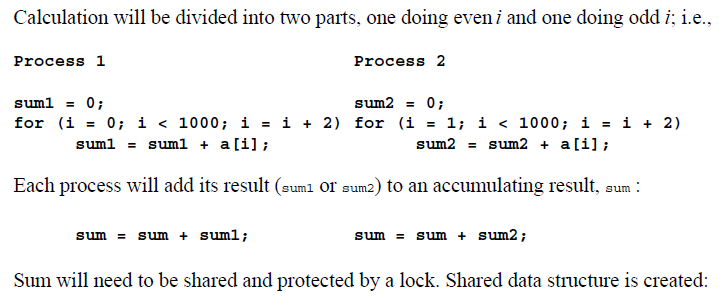 Calculation will be divided into two parts, one doing even i and one doing odd i; i.e.,
Process 1 Process 2
sum1 = 0; sum2 = 0;
for (i = 0; i < 1000; i = i + 2) for (i = 1; i < 1000; i = i + 2)
sum1 = sum1 + a[i]; sum2 = sum2 + a[i];
Each process will add its result (sum1 or sum2) to an accumulating result, sum :
sum = sum + sum1; sum = sum + sum2;
Sum will need to be shared and protected by a lock. Shared data structure is created: